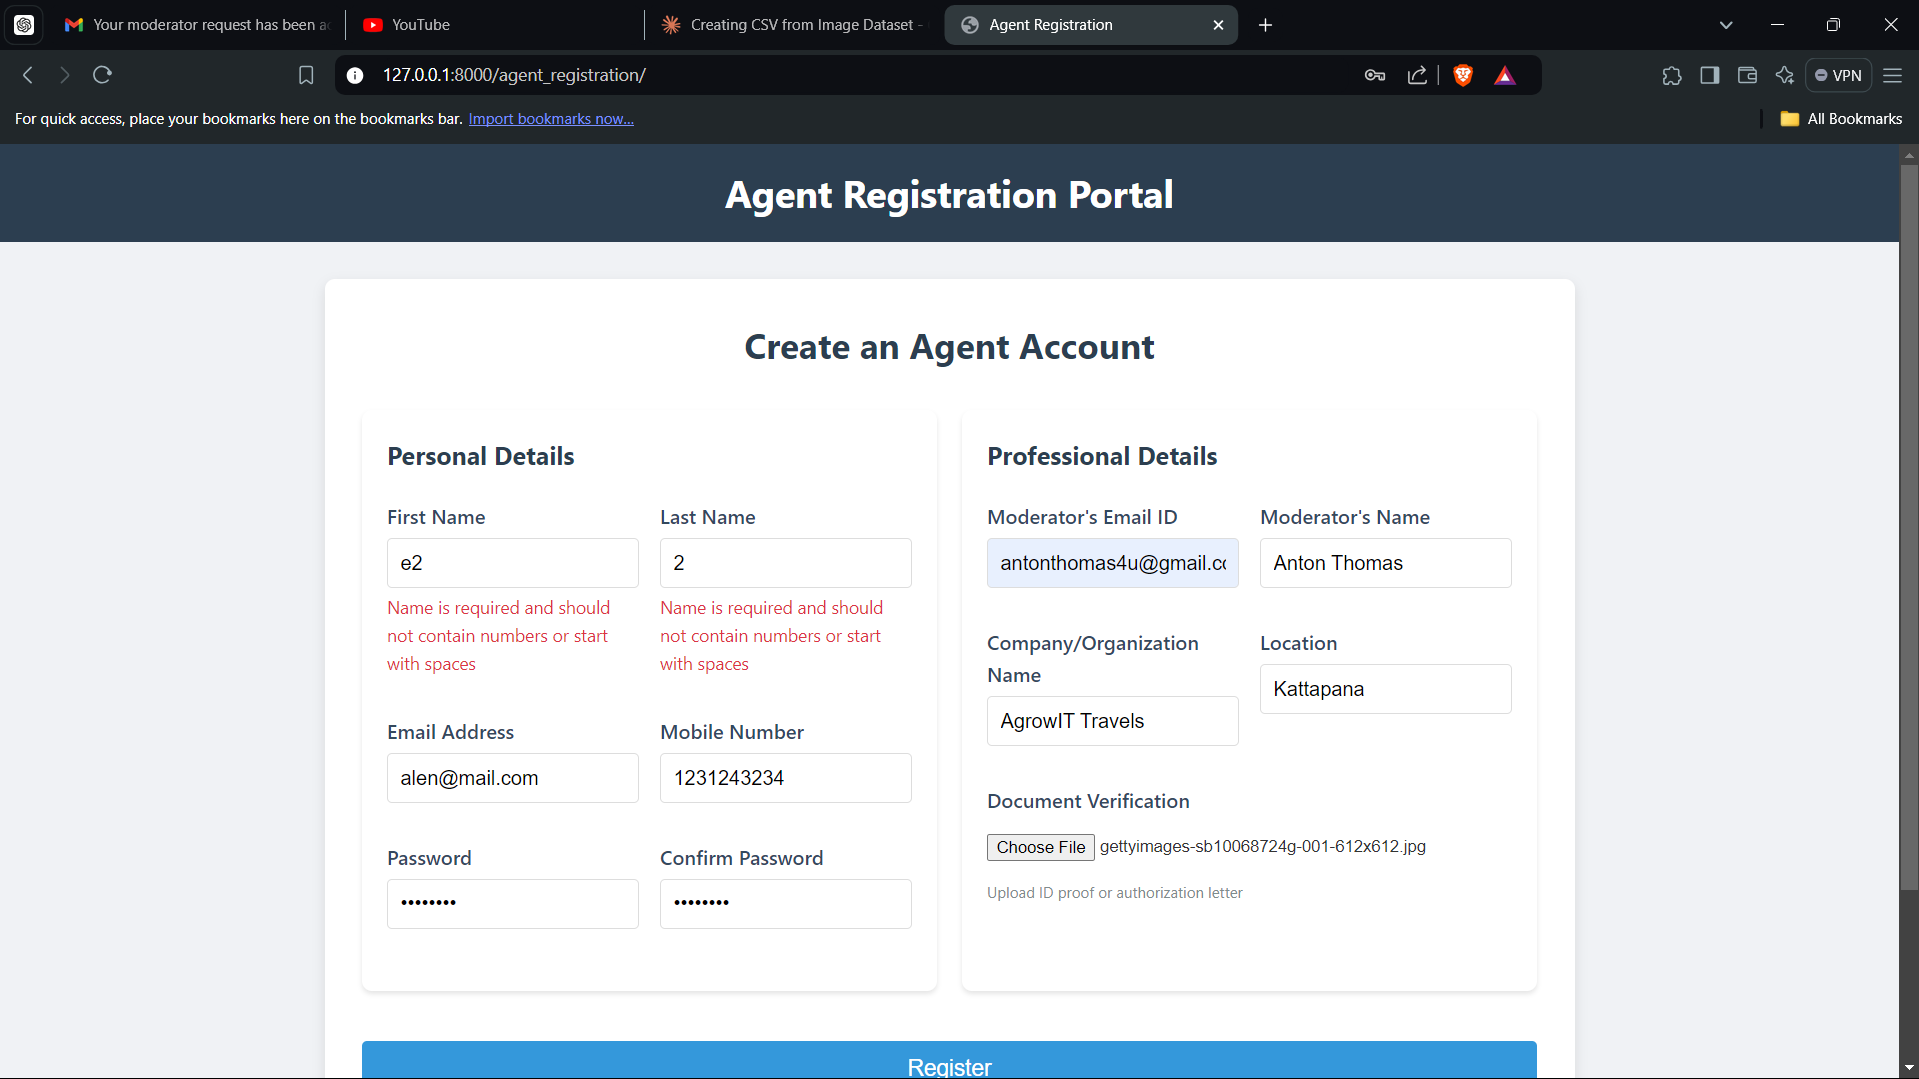 Your moderator request has been a
YouTube
Creating CSV from Image Dataset -
Agent Registration
127.0.0.1:8000/agent_registration/
VPN
For quick access, place your bookmarks here on the bookmarks bar. Import bookmarks now...
All Bookmarks
Agent Registration Portal
Create an Agent Account
Personal Details
First Name
Last Name
e2
2
Name is required and should
not contain numbers or start
with spaces
Name is required and should
not contain numbers or start
with spaces
Email Address
Mobile Number
alen@mail.com
1231243234
Password
Confirm Password
••••••••
••••••••
Professional Details
Moderator's Email ID
Moderator's Name
antonthomas4u@gmail.co
Anton Thomas
Company/Organization
Name
Location
AgrowIT Travels
Kattapana
Document Verification
Choose File gettyimages-sb10068724g-001-612x612.jpg
Upload ID proof or authorization letter
Register